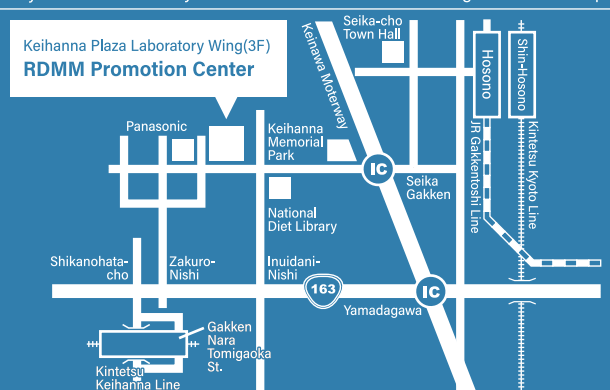 Keihanna Plaza Laboratory Wing(3F)
RDMM Promotion Center
Seika-cho
Town Hall
Keinawa Moterway
Hosono
Shin-Hosono
Panasonic
Keihanna
Memorial
Park
IC
Seika
Gakken
JR Gakkentoshi Line
Kintetsu Kyoto Line
National
Diet Library
Shikanohata-
cho
Zakuro-
Nishi
Inuidani-
Nishi
163
Yamadagawa
IC
Gakken
Nara
Tomigaoka
St.
Kintetsu
Keihanna Line